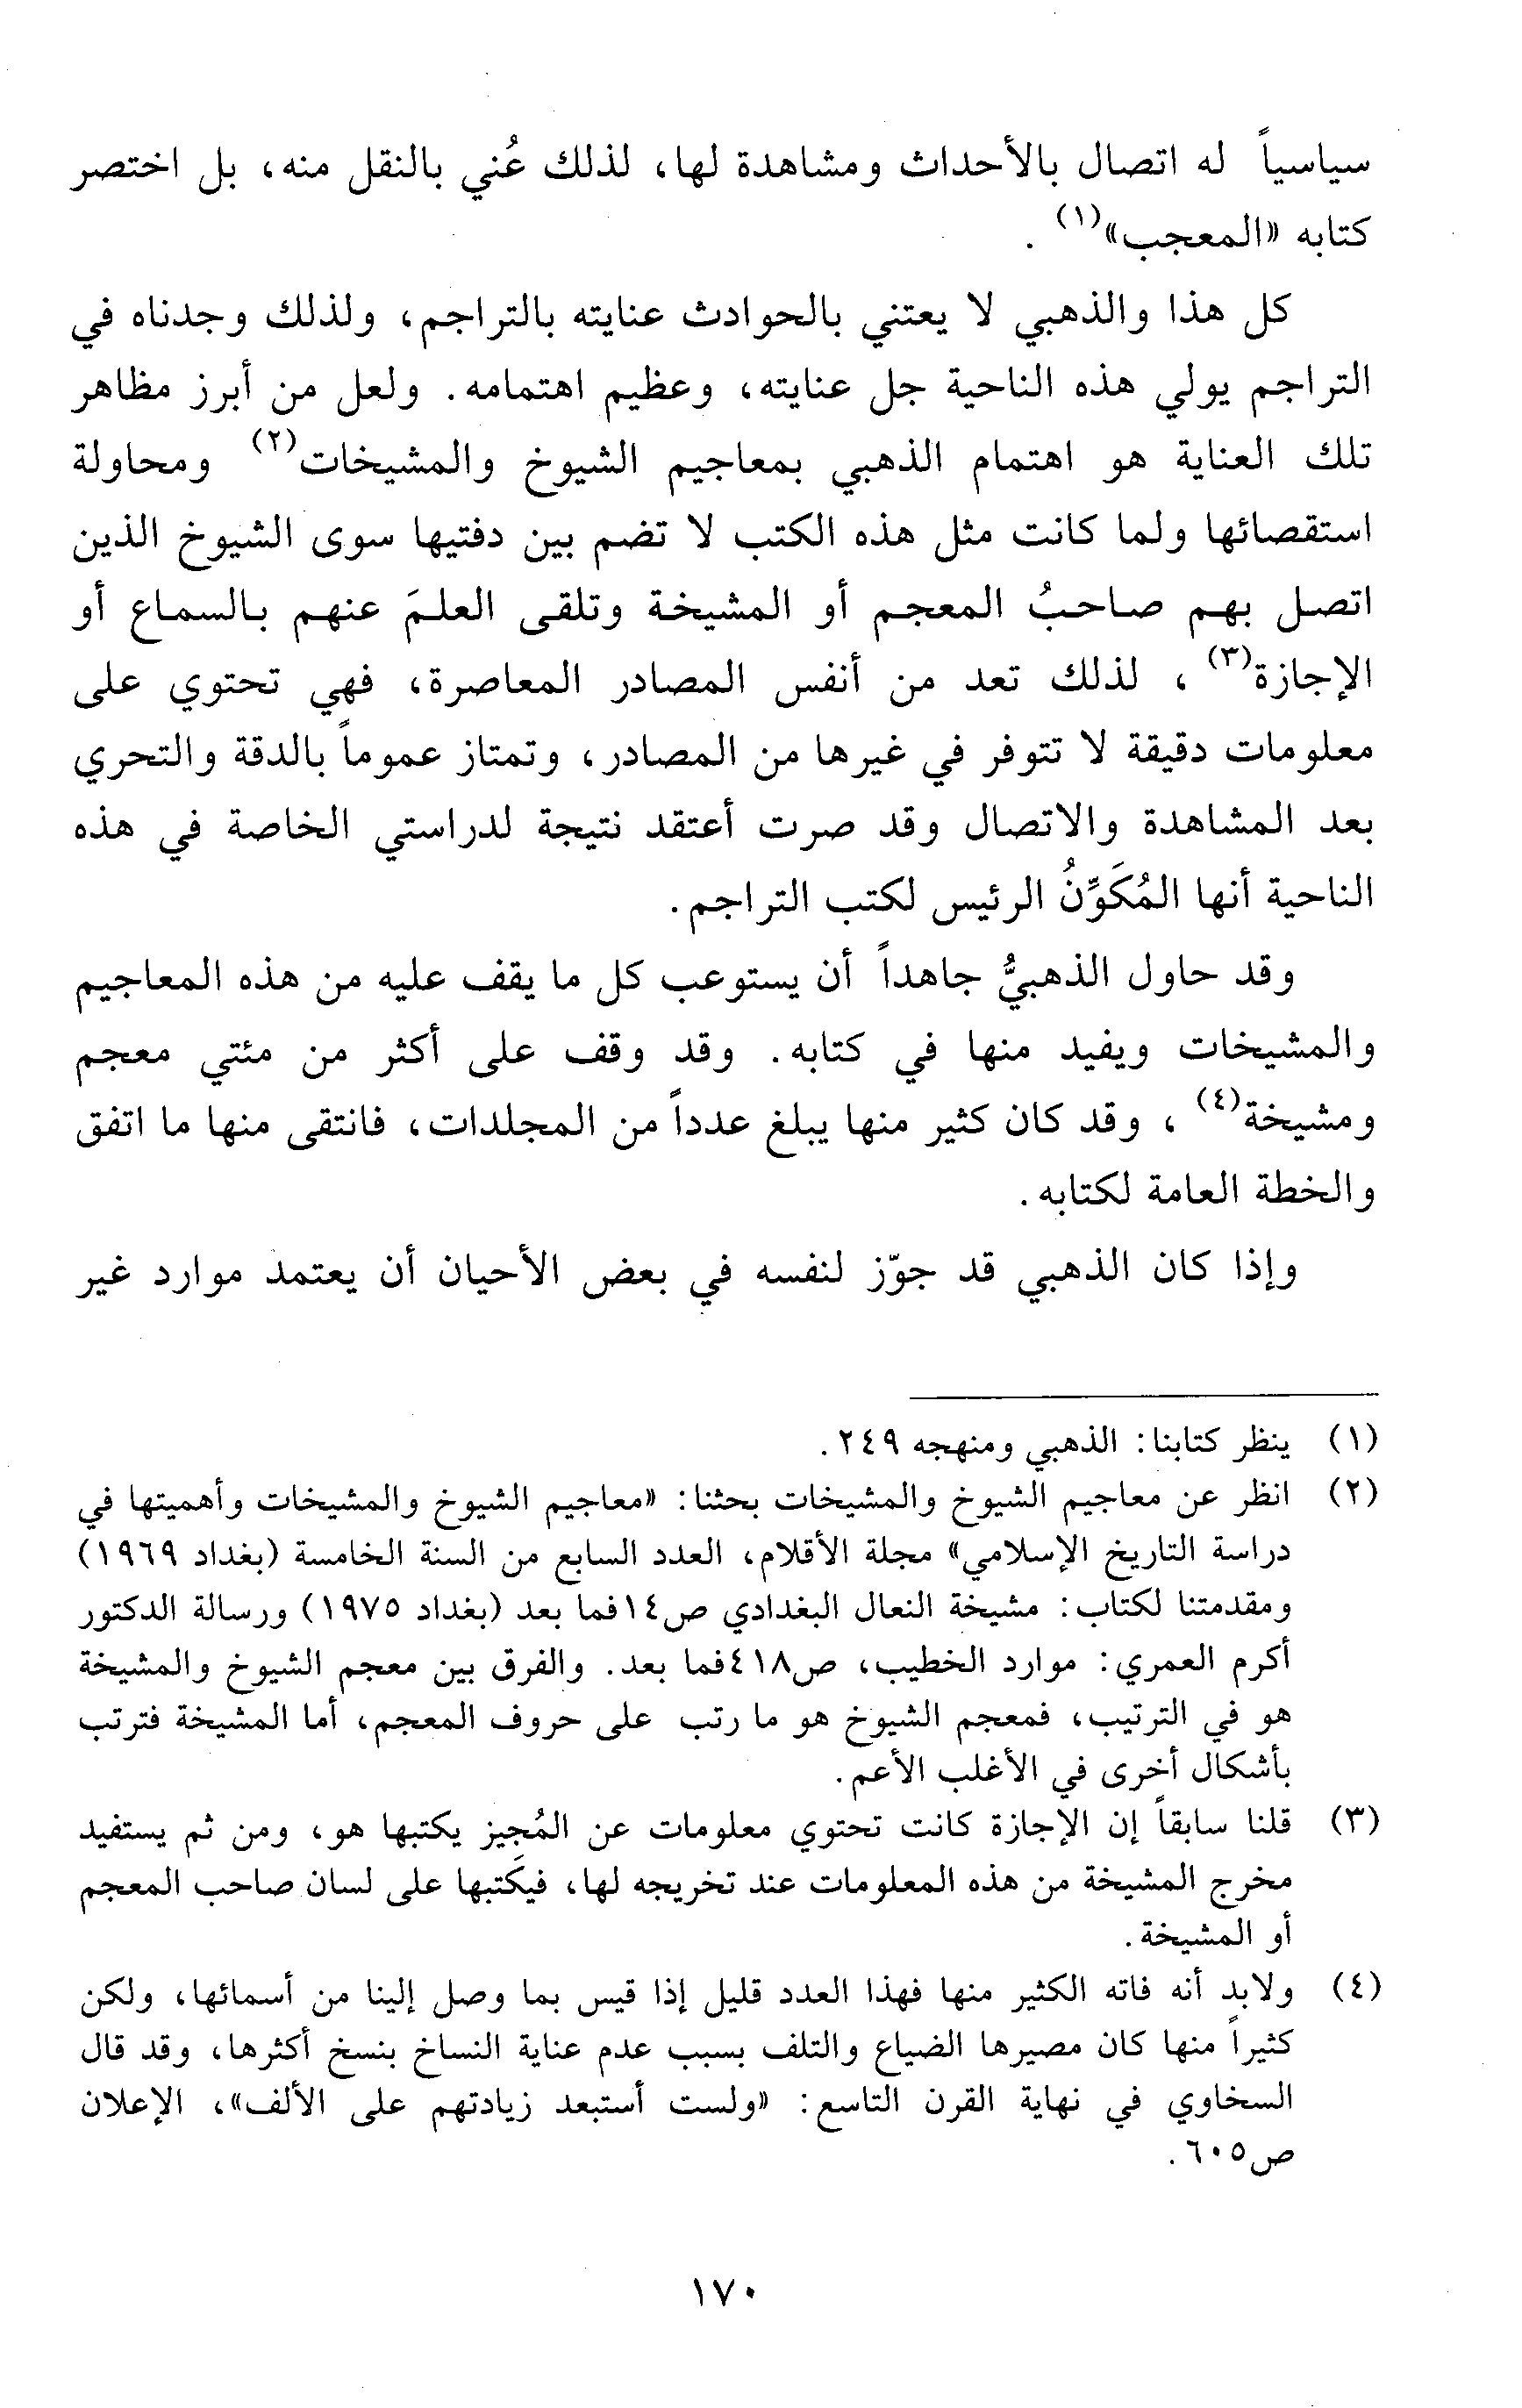 سياسياً له اتصال بالأحداث ومشاهدة لها، لذلك عُني بالنقل منه، بل اختصر
كتابه «المعجب»(١) .
كل هذا والذهبي لا يعتني بالحوادث عنايته بالتراجم، ولذلك وجدناه في
التراجم يولي هذه الناحية جل عنايته، وعظيم اهتمامه. ولعل من أبرز مظاهر
تلك العناية هو اهتمام الذهبي بمعاجيم الشيوخ والمشيخات(٢) ومحاولة
استقصائها ولما كانت مثل هذه الكتب لا تضم بين دفتيها سوى الشيوخ الذين
اتصل بهم صاحبُ المعجم أو المشيخة وتلقى العلمَ عنهم بالسماع أو
الإجازة(٣) ، لذلك تعد من أنفس المصادر المعاصرة، فهي تحتوي على
معلومات دقيقة لا تتوفر في غيرها من المصادر، وتمتاز عموماً بالدقة والتحري
بعد المشاهدة والاتصال وقد صرت أعتقد نتيجة لدراستي الخاصة في هذه
الناحية أنها المُكَوِّنُ الرئيس لكتب التراجم.
وقد حاول الذهبيُّ جاهداً أن يستوعب كل ما يقف عليه من هذه المعاجيم
والمشيخات ويفيد منها في كتابه. وقد وقف على أكثر من مئتي معجم
ومشيخة(٤) ، وقد كان كثير منها يبلغ عدداً من المجلدات، فانتقى منها ما اتفق
والخطة العامة لكتابه.
وإذا كان الذهبي قد جوّز لنفسه في بعض الأحيان أن يعتمد موارد غير
(١) ينظر كتابنا: الذهبي ومنهجه ٢٤٩.
(٢) انظر عن معاجيم الشيوخ والمشيخات بحثنا: «معاجيم الشيوخ والمشيخات وأهميتها في
دراسة التاريخ الإسلامي» مجلة الأقلام، العدد السابع من السنة الخامسة (بغداد ١٩٦٩)
ومقدمتنا لكتاب: مشيخة النعال البغدادي ص١٤فما بعد (بغداد ١٩٧٥) ورسالة الدكتور
أكرم العمري: موارد الخطيب، ص٤١٨فما بعد. والفرق بين معجم الشيوخ والمشيخة
هو في الترتيب، فمعجم الشيوخ هو ما رتب على حروف المعجم، أما المشيخة فترتب
بأشكال أخرى في الأغلب الأعم.
(٣) قلنا سابقاً إن الإجازة كانت تحتوي معلومات عن المُجِيز يكتبها هو، ومن ثم يستفيد
مخرج المشيخة من هذه المعلومات عند تخريجه لها، فيكَتبها على لسان صاحب المعجم
أو المشيخة.
(٤) ولابد أنه فاته الكثير منها فهذا العدد قليل إذا قيس بما وصل إلينا من أسمائها، ولكن
كثيراً منها كان مصيرها الضياع والتلف بسبب عدم عناية النساخ بنسخ أكثرها، وقد قال
السخاوي في نهاية القرن التاسع: «ولست أستبعد زيادتهم على الألف»، الإعلان
ص٦٠٥.
١٧٠